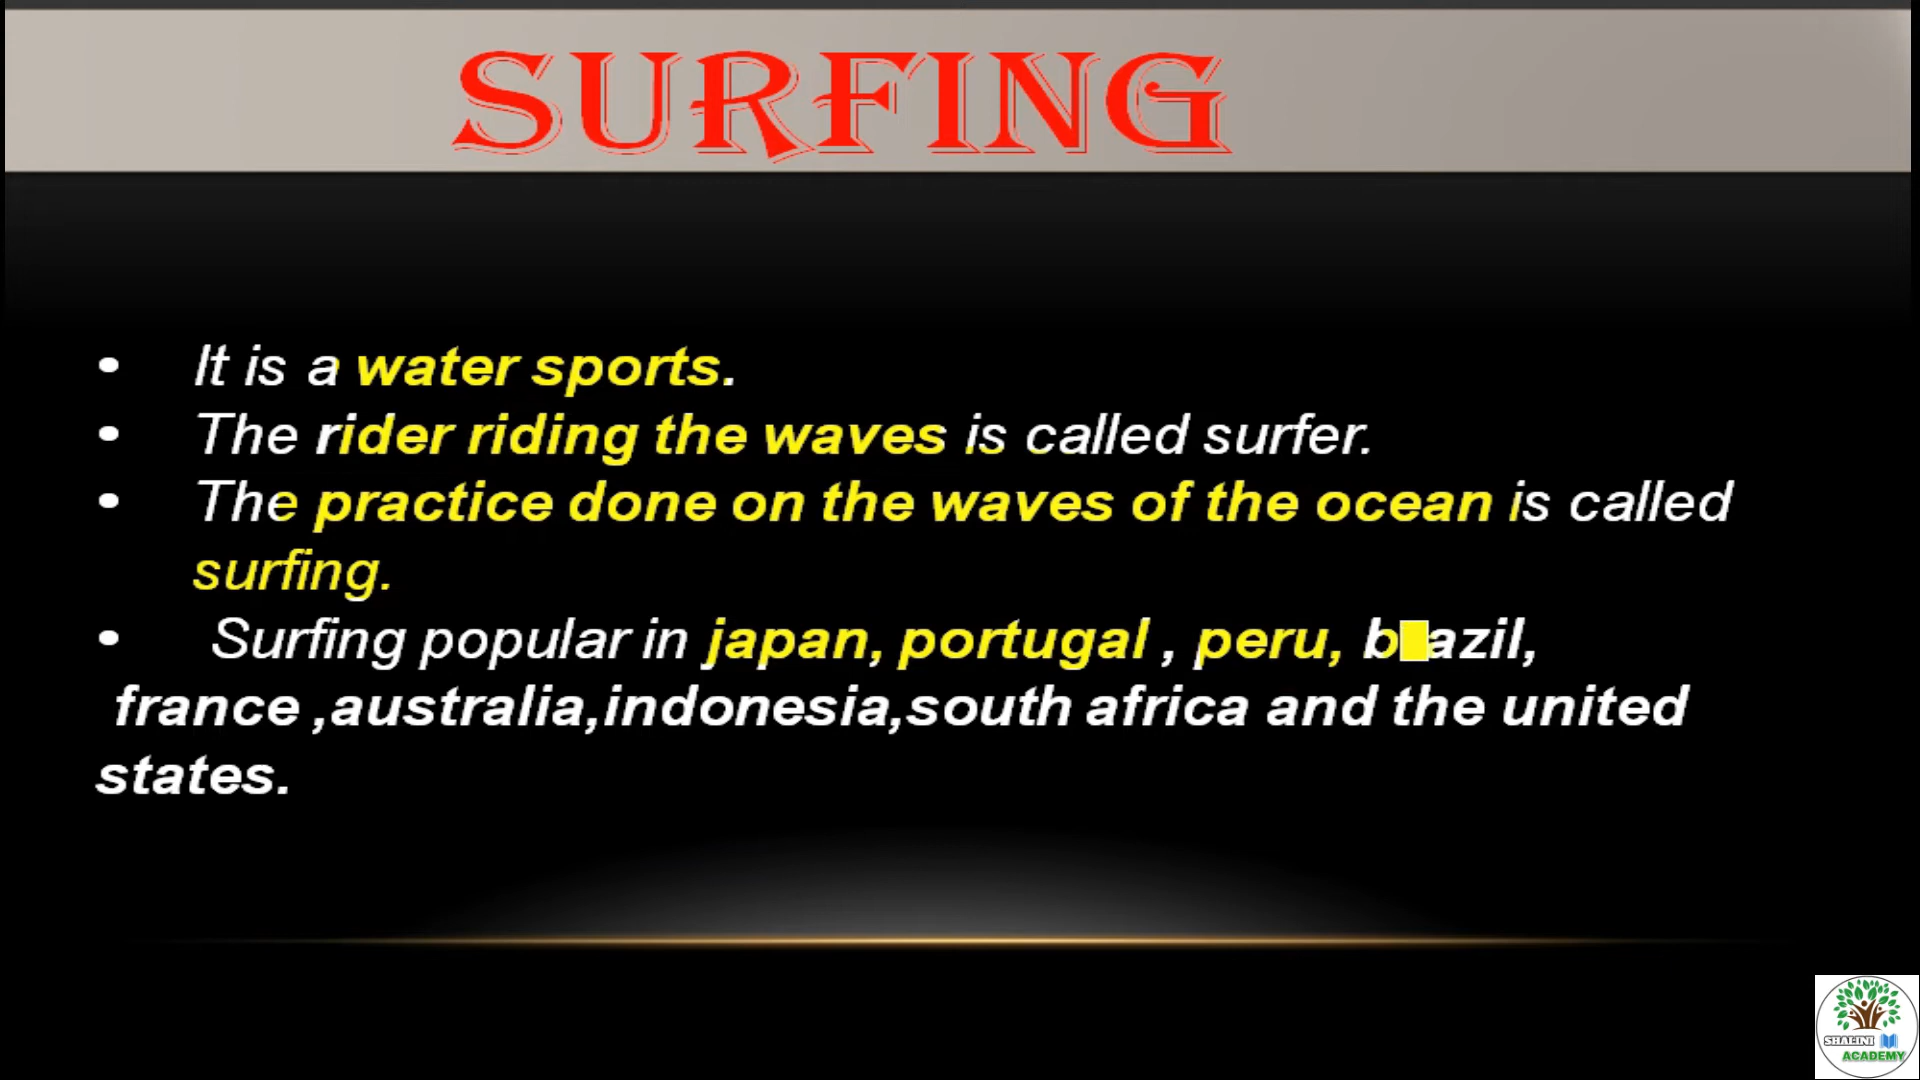 SURFING
• It is a water sports.
• The rider riding the waves is called surfer.
• The practice done on the waves of the ocean is called
surfing.
• Surfing popular in japan, portugal , peru, brazil,
france ,australia,indonesia,south africa and the united
states.
SHALINI
ACADEMY